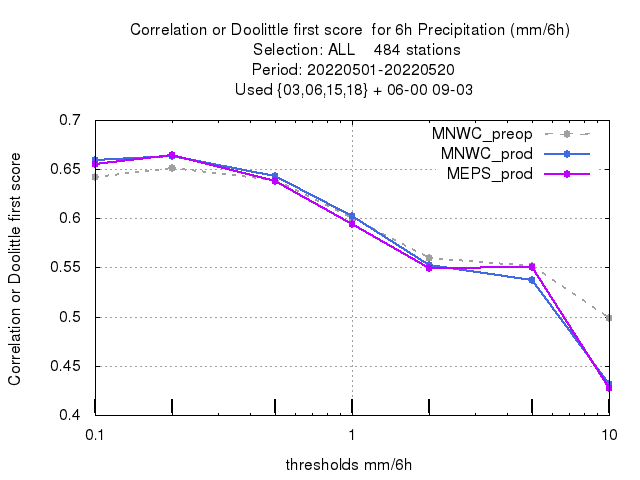 Correlation or Doolittle first score  for 6h Precipitation (mm/6h)
Selection: ALL    484 stations
Period: 20220501-20220520
Used {03,06,15,18} + 06-00 09-03
MNWC_preop
MNWC_prod
MEPS_prod
Correlation or Doolittle first score
0.7
0.65
0.6
0.55
0.5
0.45
0.4
0.1
1
10
thresholds mm/6h